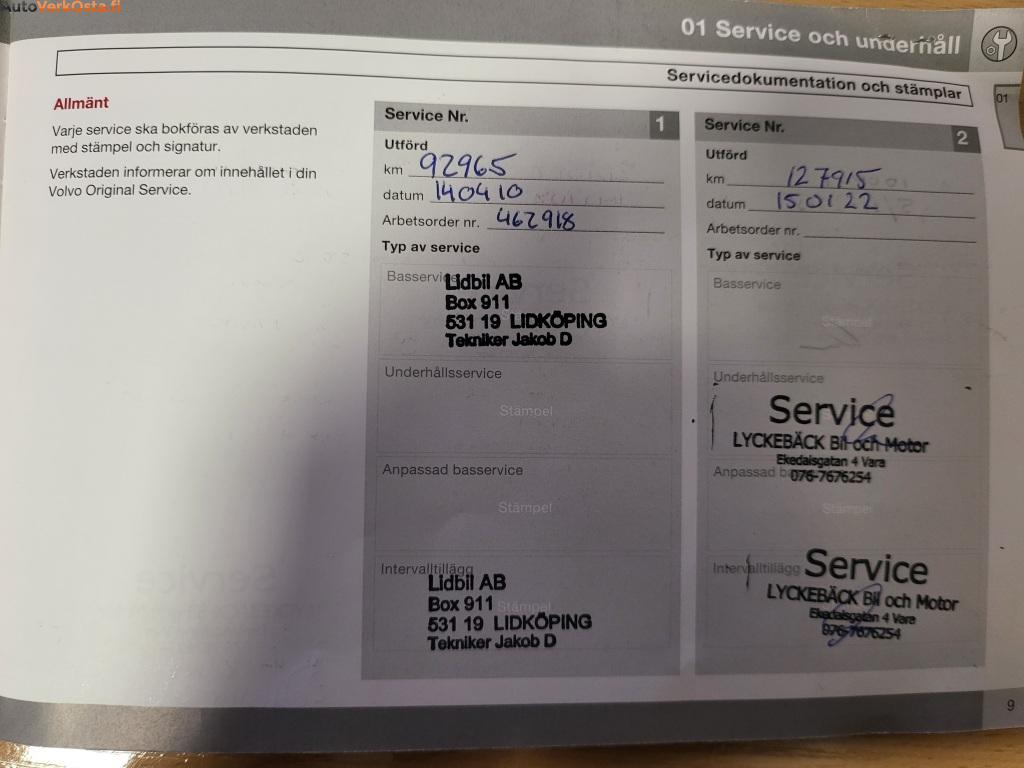 AutoVerkOsta.fi
01 Service och underhåll
Servicedokumentation och stämplar
01
Allmänt
Varje service ska bokföras av verkstaden
med stämpel och signatur.
Verkstaden informerar om innehållet i din
Volvo Original Service.
Service Nr. 1
Utförd
km 92965
datum 140410
Arbetsorder nr. 462918
Typ av service
Basservice
Lidbil AB
Box 911
531 19 LIDKÖPING
Tekniker Jakob D
Underhållsservice
Stämpel
Anpassad basservice
Stämpel
Intervalltillägg
Lidbil AB
Box 911
Stämpel
531 19 LIDKÖPING
Tekniker Jakob D
Service Nr. 2
Utförd
km 127915
datum 150122
Arbetsorder nr.
Typ av service
Basservice
Stämpel
Underhållsservice
Service
LYCKEBÄCK Bil och Motor
Ekedalsgatan 4 Vara
Anpassad
076-7676254
Stämpel
Intervalltillägg
Service
LYCKEBÄCK Bil och Motor
Ekedalsgatan 4 Vara
076-7676254
9